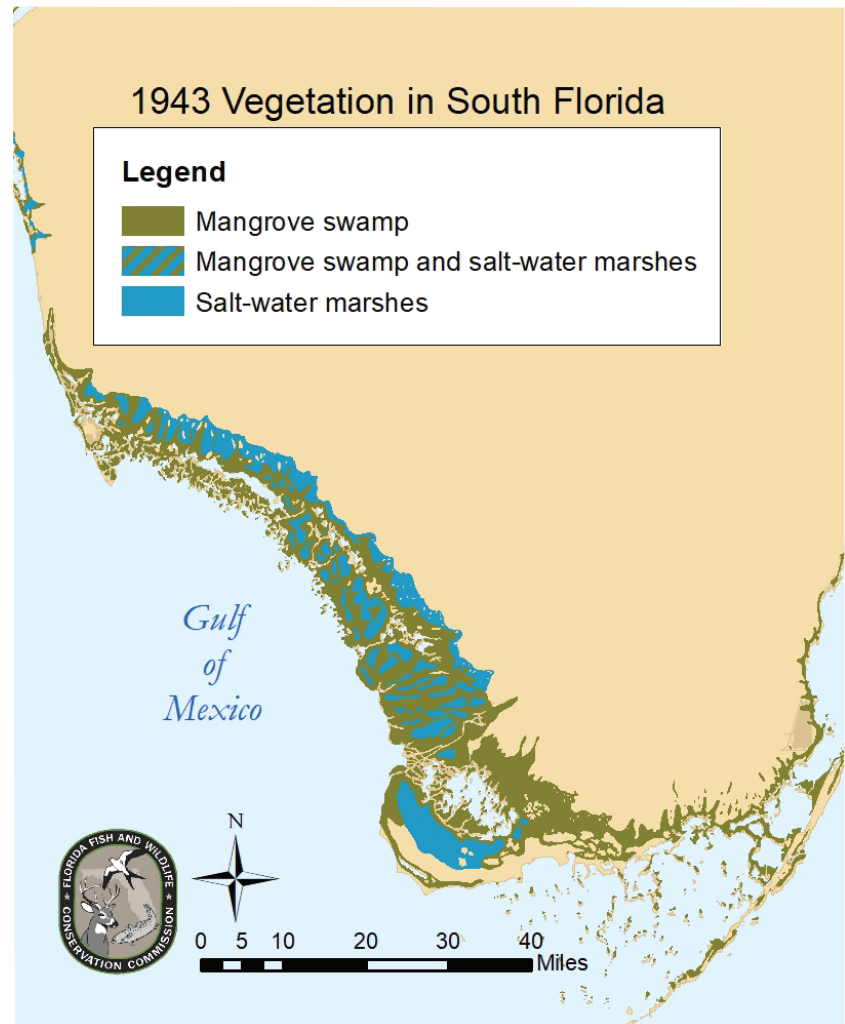 1943 Vegetation in South Florida
Legend
Mangrove swamp
Mangrove swamp and salt-water marshes
Salt-water marshes
Gulf
of
Mexico
N
FLORIDA FISH AND WILDLIFE
CONSERVATION COMMISSION
0 5 10 20 30 40
Miles